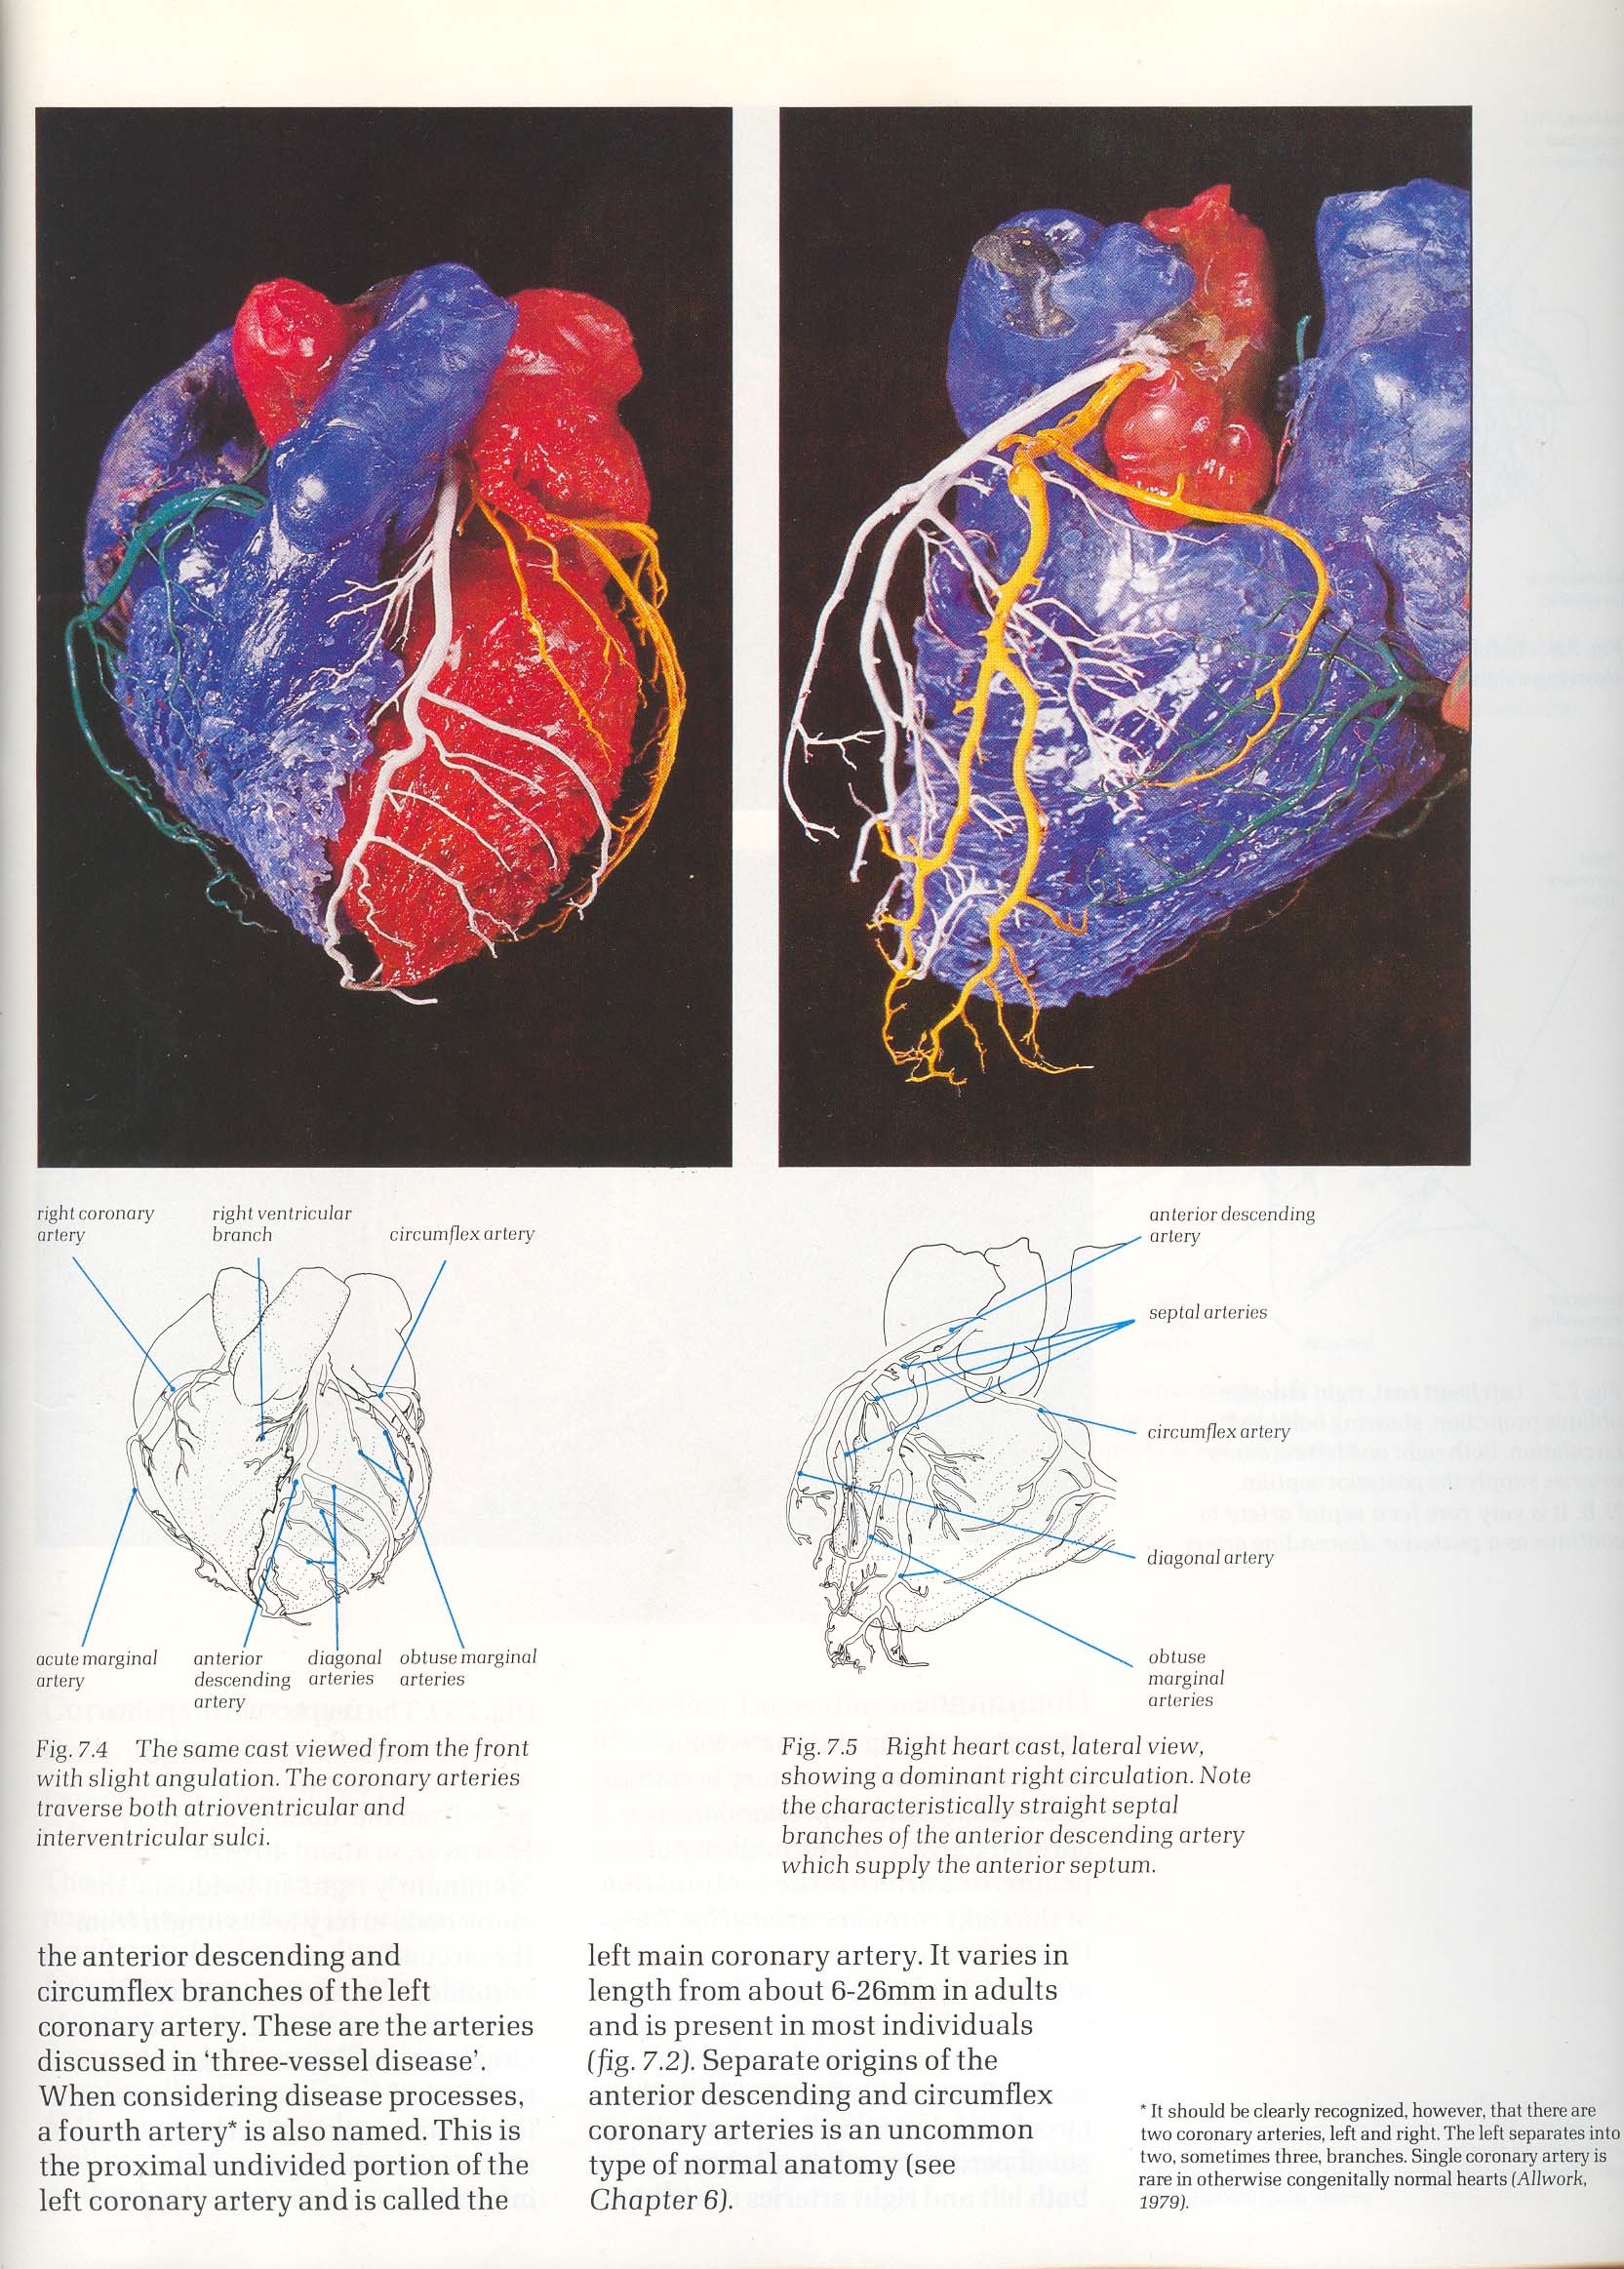 right coronary
artery
right ventricular
branch
circumflex artery
acute marginal
artery
anterior
descending
artery
diagonal
arteries
obtuse marginal
arteries
Fig. 7.4 The same cast viewed from the front
with slight angulation. The coronary arteries
traverse both atrioventricular and
interventricular sulci.
anterior descending
artery
septal arteries
circumflex artery
diagonal artery
obtuse
marginal
arteries
Fig. 7.5 Right heart cast, lateral view,
showing a dominant right circulation. Note
the characteristically straight septal
branches of the anterior descending artery
which supply the anterior septum.
the anterior descending and
circumflex branches of the left
coronary artery. These are the arteries
discussed in ‘three-vessel disease’.
When considering disease processes,
a fourth artery* is also named. This is
the proximal undivided portion of the
left coronary artery and is called the
left main coronary artery. It varies in
length from about 6-26mm in adults
and is present in most individuals
(fig. 7.2). Separate origins of the
anterior descending and circumflex
coronary arteries is an uncommon
type of normal anatomy (see
Chapter 6).
* It should be clearly recognized, however, that there are
two coronary arteries, left and right. The left separates into
two, sometimes three, branches. Single coronary artery is
rare in otherwise congenitally normal hearts (Allwork,
1979).